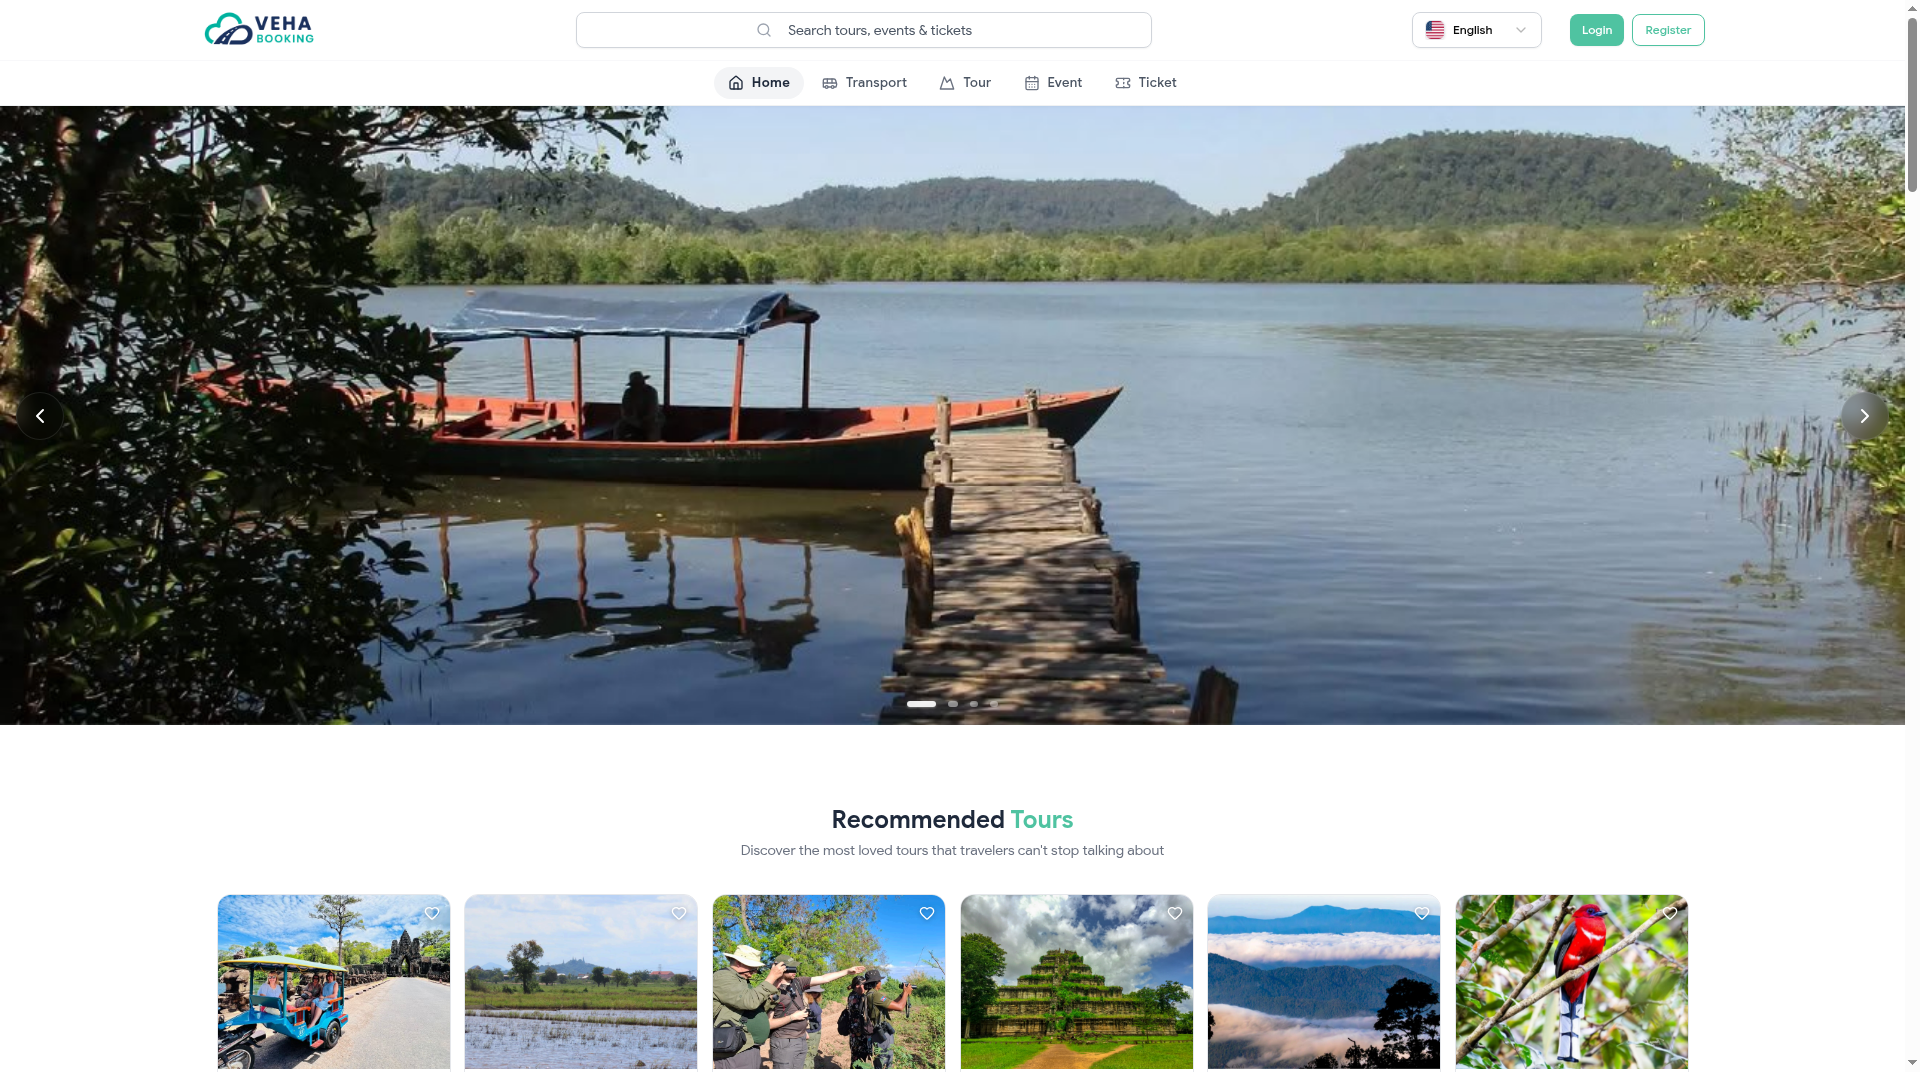 VEHA
BOOKING
Search tours, events & tickets
English
Login
Register
Home
Transport
Tour
Event
Ticket
Recommended Tours
Discover the most loved tours that travelers can't stop talking about